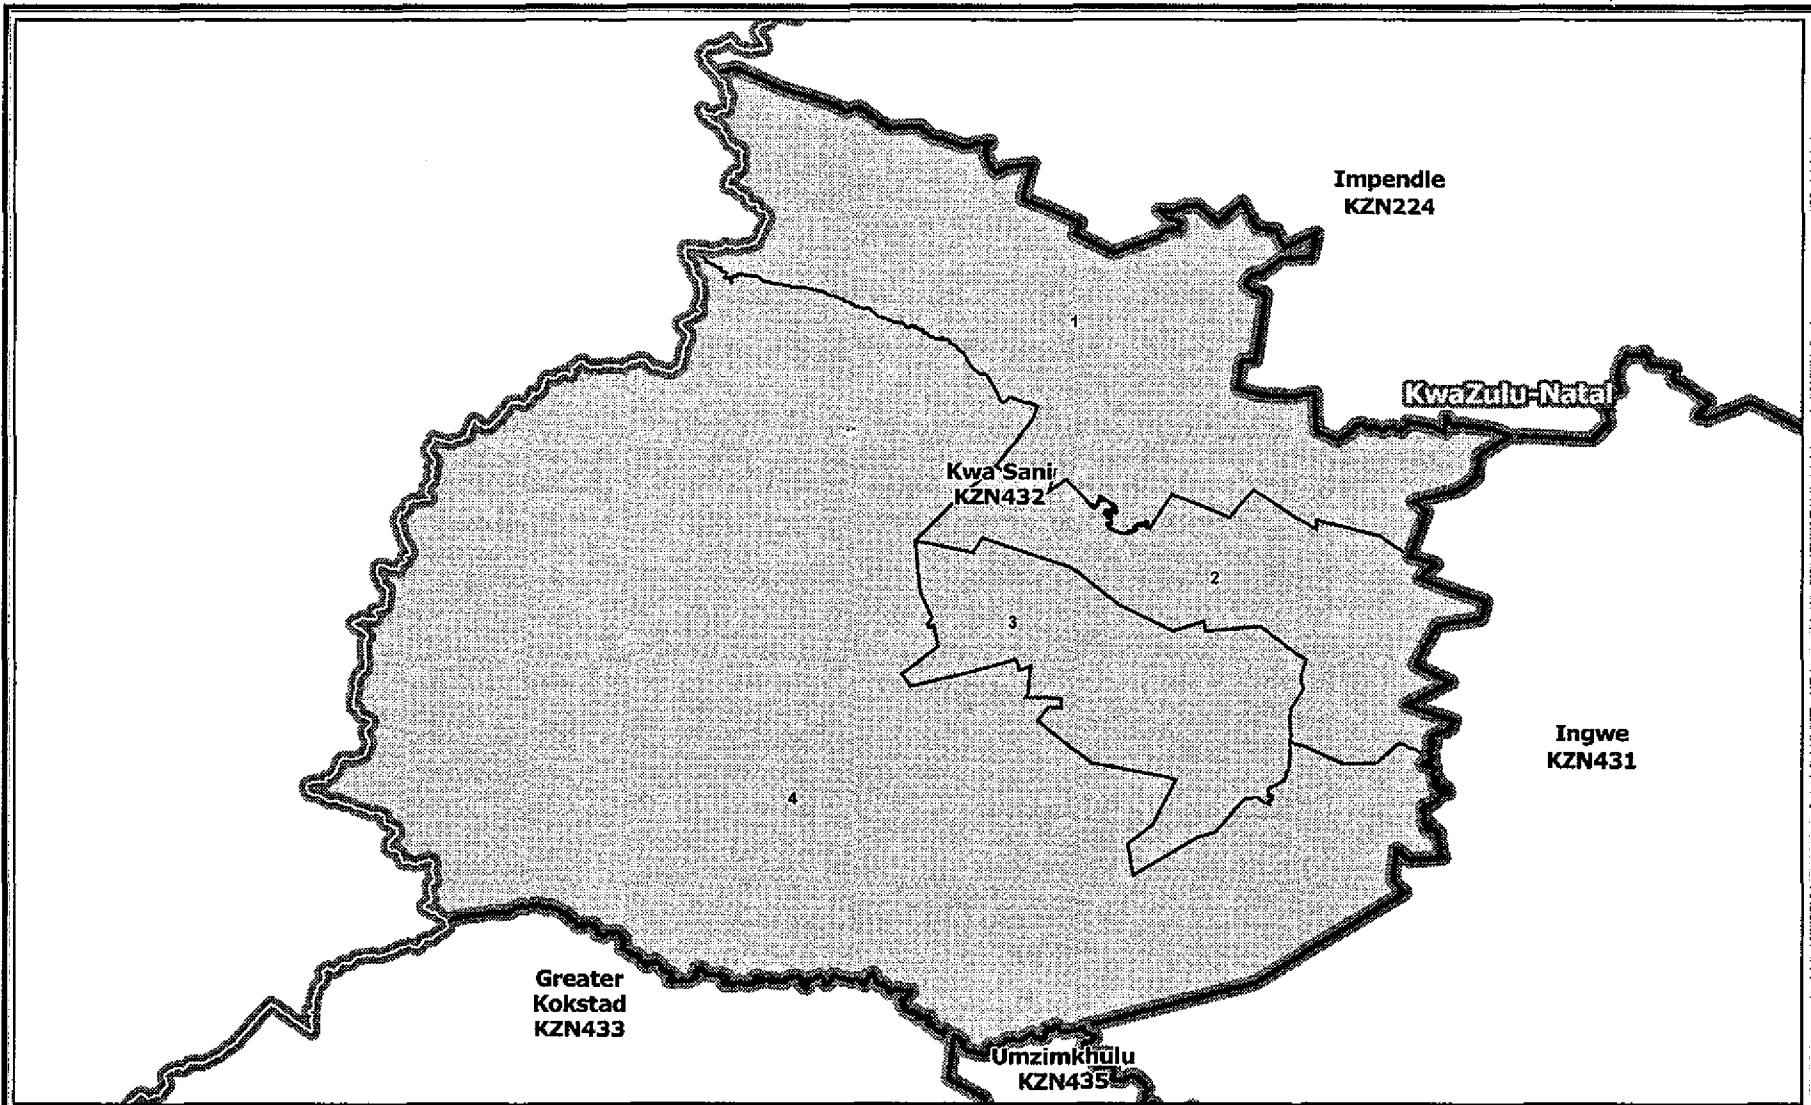 Impendle
KZN224
1
KwaZulu-Natal
Kwa Sani
KZN432
2
3
Ingwe
KZN431
4
Greater
Kokstad
KZN433
Umzimkhulu
KZN435